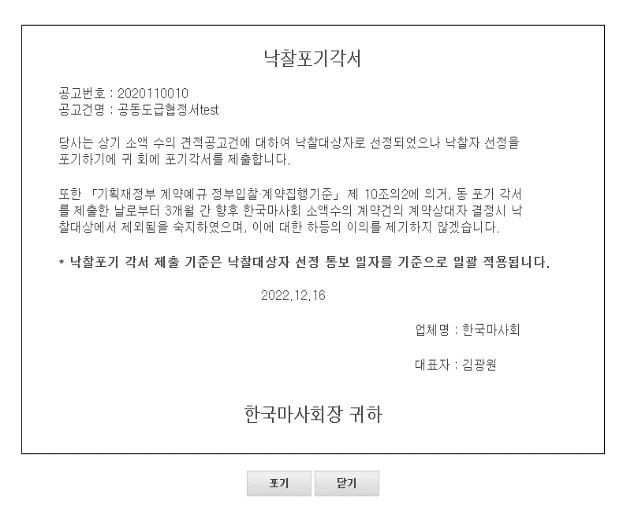 낙찰포기각서
공고번호 : 2020110010
공고건명 : 공동도급협정서test
당사는 상기 소액 수의 견적공고건에 대하여 낙찰대상자로 선정되었으나 낙찰자 선정을
포기하기에 귀 회에 포기각서를 제출합니다.
또한 「기획재정부 계약예규 정부입찰·계약집행기준」 제 10조의2에 의거, 동 포기 각서
를 제출한 날로부터 3개월 간 향후 한국마사회 소액수의 계약건의 계약상대자 결정시 낙
찰대상에서 제외됨을 숙지하였으며, 이에 대한 하등의 이의를 제기하지 않겠습니다.
* 낙찰포기 각서 제출 기준은 낙찰대상자 선정 통보 일자를 기준으로 일괄 적용됩니다.
2022.12.16
업체명 : 한국마사회
대표자 : 김광원
한국마사회장 귀하
포기 닫기